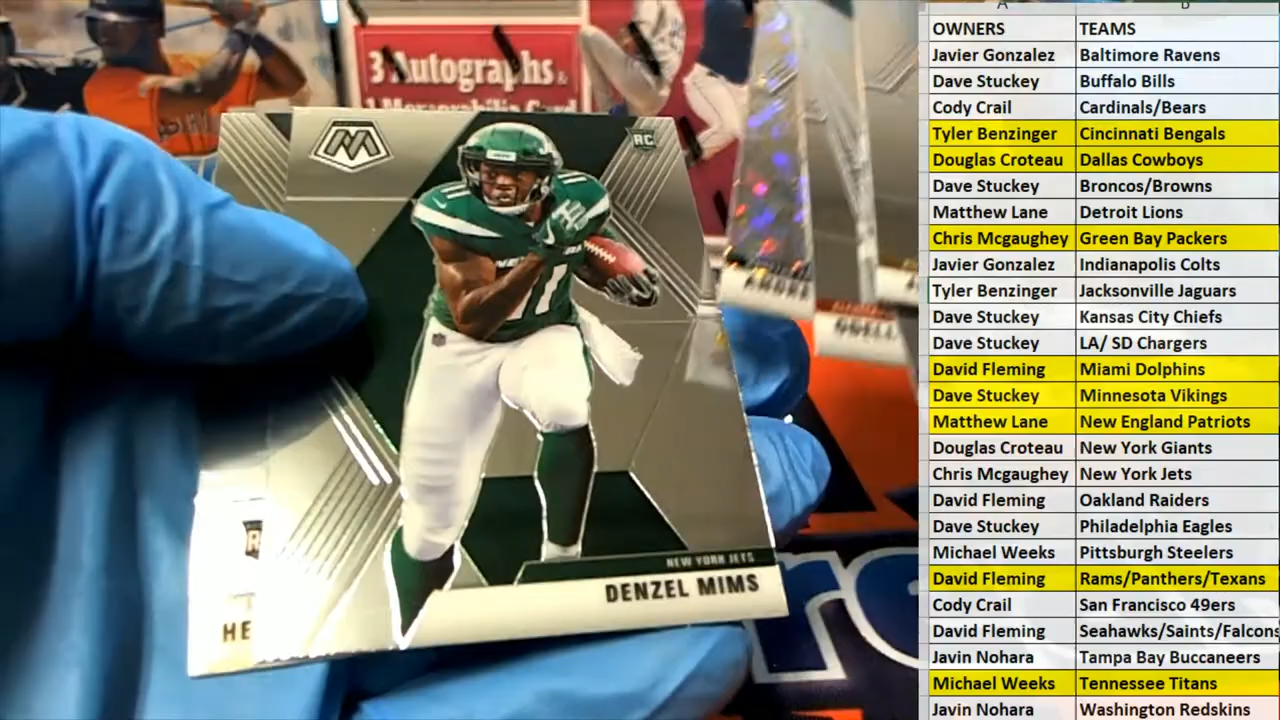 3 Autographs &
1 Memorabilia Card
M
RC
11
11
NEW YORK JETS
DENZEL MIMS
HE
A B
OWNERS TEAMS
Javier Gonzalez Baltimore Ravens
Dave Stuckey Buffalo Bills
Cody Crail Cardinals/Bears
Tyler Benzinger Cincinnati Bengals
Douglas Croteau Dallas Cowboys
Dave Stuckey Broncos/Browns
Matthew Lane Detroit Lions
Chris Mcgaughey Green Bay Packers
Javier Gonzalez Indianapolis Colts
Tyler Benzinger Jacksonville Jaguars
Dave Stuckey Kansas City Chiefs
Dave Stuckey LA/ SD Chargers
David Fleming Miami Dolphins
Dave Stuckey Minnesota Vikings
Matthew Lane New England Patriots
Douglas Croteau New York Giants
Chris Mcgaughey New York Jets
David Fleming Oakland Raiders
Dave Stuckey Philadelphia Eagles
Michael Weeks Pittsburgh Steelers
David Fleming Rams/Panthers/Texans
Cody Crail San Francisco 49ers
David Fleming Seahawks/Saints/Falcons
Javin Nohara Tampa Bay Buccaneers
Michael Weeks Tennessee Titans
Javin Nohara Washington Redskins